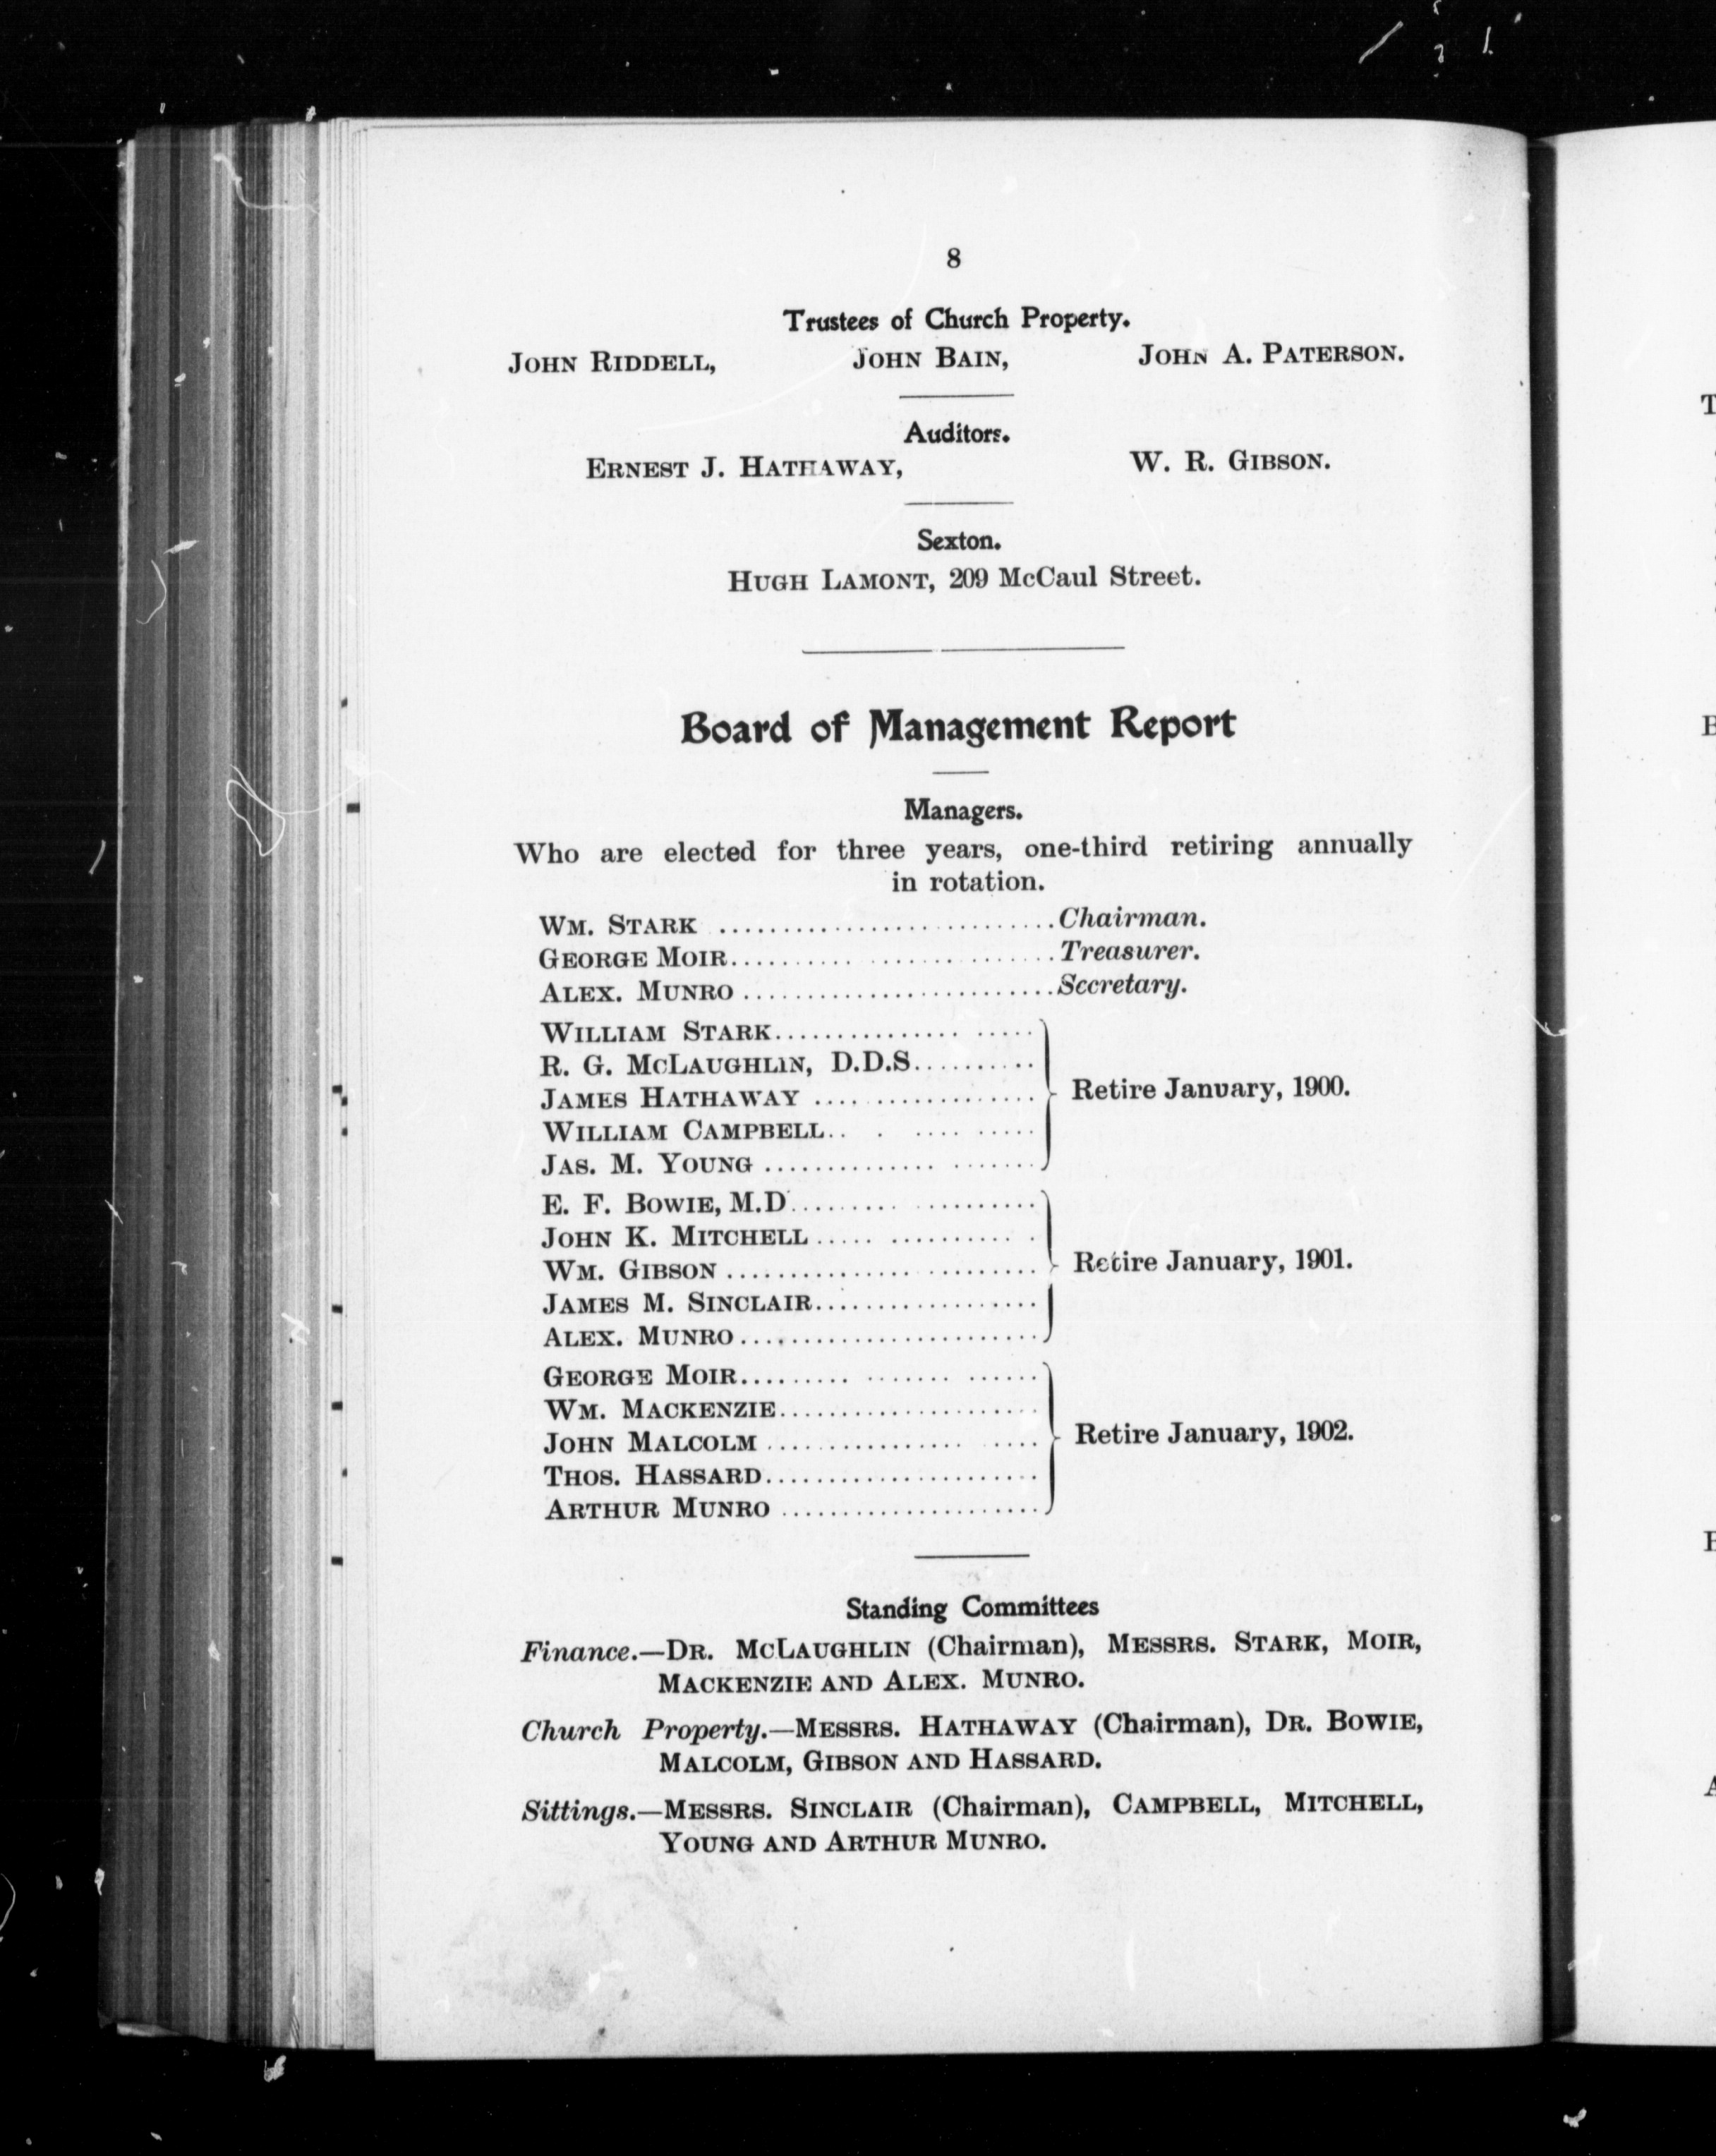 8
Trustees of Church Property.
JOHN RIDDELL, JOHN BAIN, JOHN A. PATERSON.
Auditors.
ERNEST J. HATHAWAY, W. R. GIBSON.
Sexton.
HUGH LAMONT, 209 McCaul Street.
Board of Management Report
Managers.
Who are elected for three years, one-third retiring annually
in rotation.
WM. STARK ........................... Chairman.
GEORGE MOIR.......................... Treasurer.
ALEX. MUNRO ......................... Secretary.
WILLIAM STARK....................
R. G. MCLAUGHLIN, D.D.S..........
JAMES HATHAWAY .................. Retire January, 1900.
WILLIAM CAMPBELL.................
JAS. M. YOUNG ......................
E. F. BOWIE, M.D....................
JOHN K. MITCHELL.................
WM. GIBSON ......................... Retire January, 1901.
JAMES M. SINCLAIR..................
ALEX. MUNRO........................
GEORGE MOIR........................
WM. MACKENZIE.....................
JOHN MALCOLM ..................... Retire January, 1902.
THOS. HASSARD......................
ARTHUR MUNRO .....................
Standing Committees
Finance.—DR. MCLAUGHLIN (Chairman), MESSRS. STARK, MOIR,
MACKENZIE AND ALEX. MUNRO.
Church Property.—MESSRS. HATHAWAY (Chairman), DR. BOWIE,
MALCOLM, GIBSON AND HASSARD.
Sittings.—MESSRS. SINCLAIR (Chairman), CAMPBELL, MITCHELL,
YOUNG AND ARTHUR MUNRO.